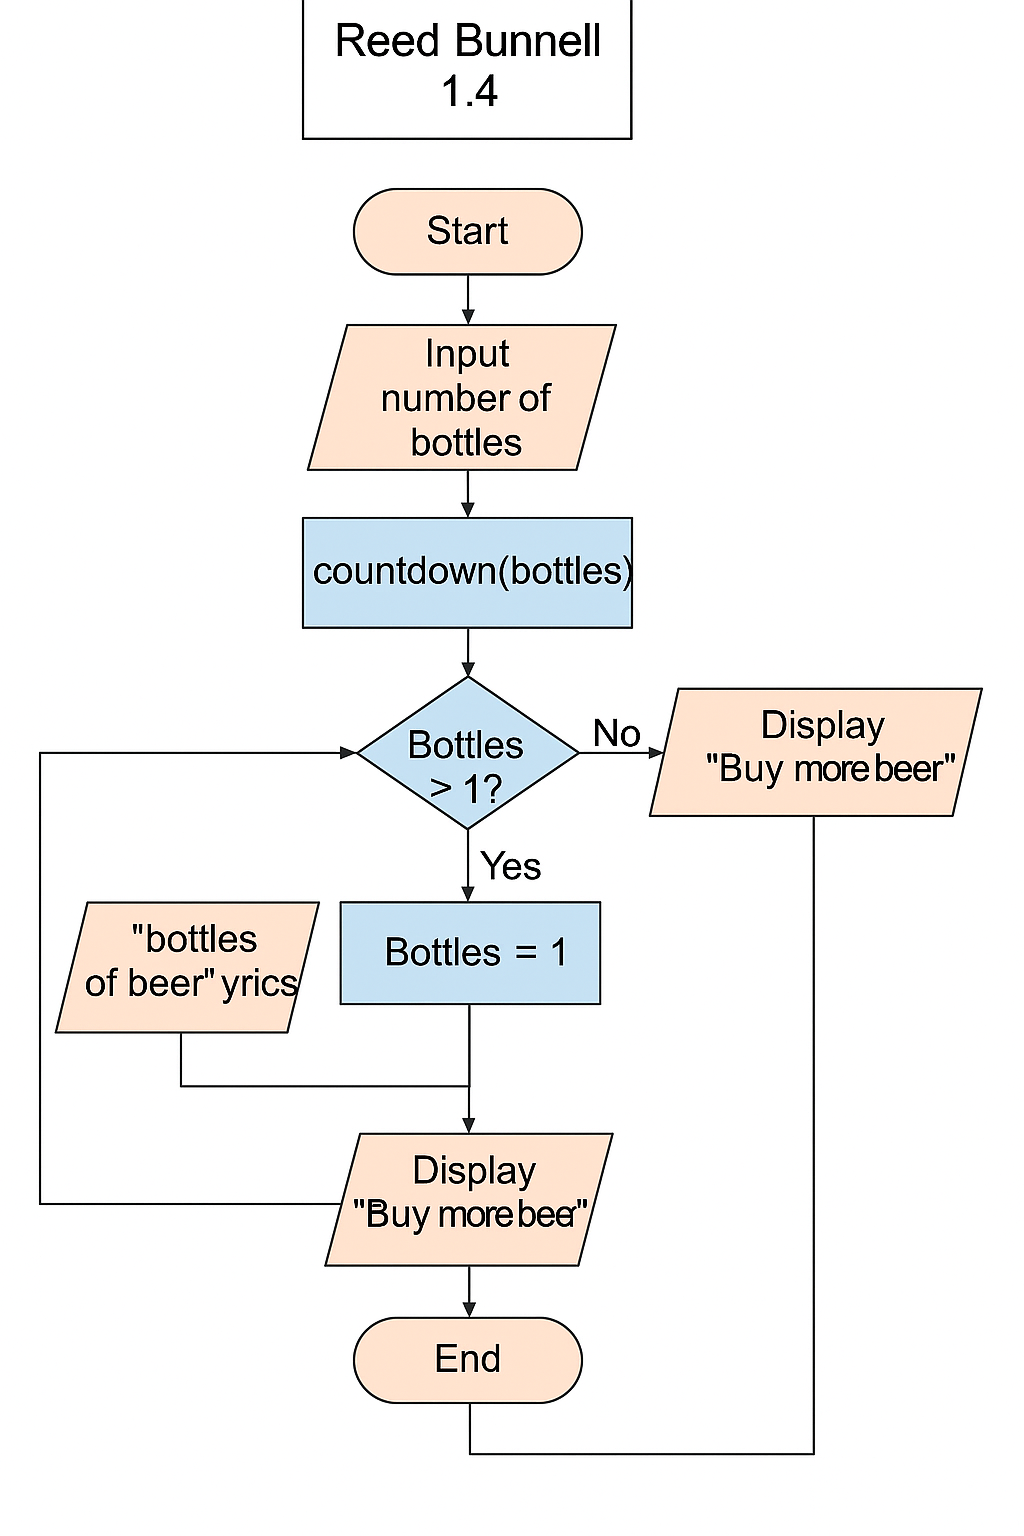 Reed Bunnell
1.4
Start
Input
number of
bottles
countdown(bottles)
Bottles
> 1?
No
Display
"Buy more beer"
Yes
"bottles
of beer" yrics
Bottles = 1
Display
"Buy more beer"
End